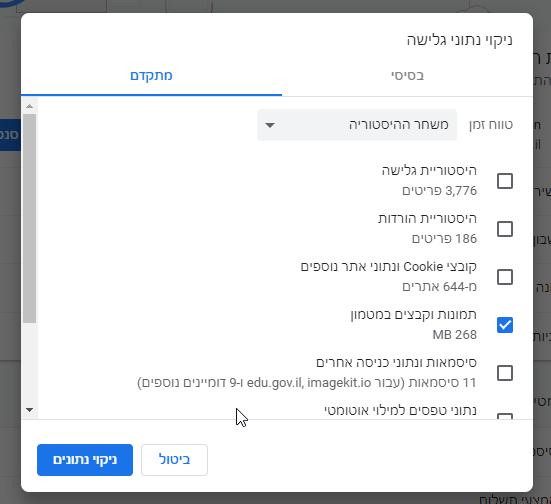 ניקוי נתוני גלישה
בסיסי
מתקדם
טווח זמן
משחר ההיסטוריה
היסטוריית גלישה
3,776 פריטים
היסטוריית הורדות
186 פריטים
קובצי Cookie ונתוני אתר נוספים
מ-644 אתרים
תמונות וקבצים במטמון
268 MB
סיסמאות ונתוני כניסה אחרים
11 סיסמאות (עבור edu.gov.il, imagekit.io ו-9 דומיינים נוספים)
נתוני טפסים למילוי אוטומטי
ביטול
ניקוי נתונים